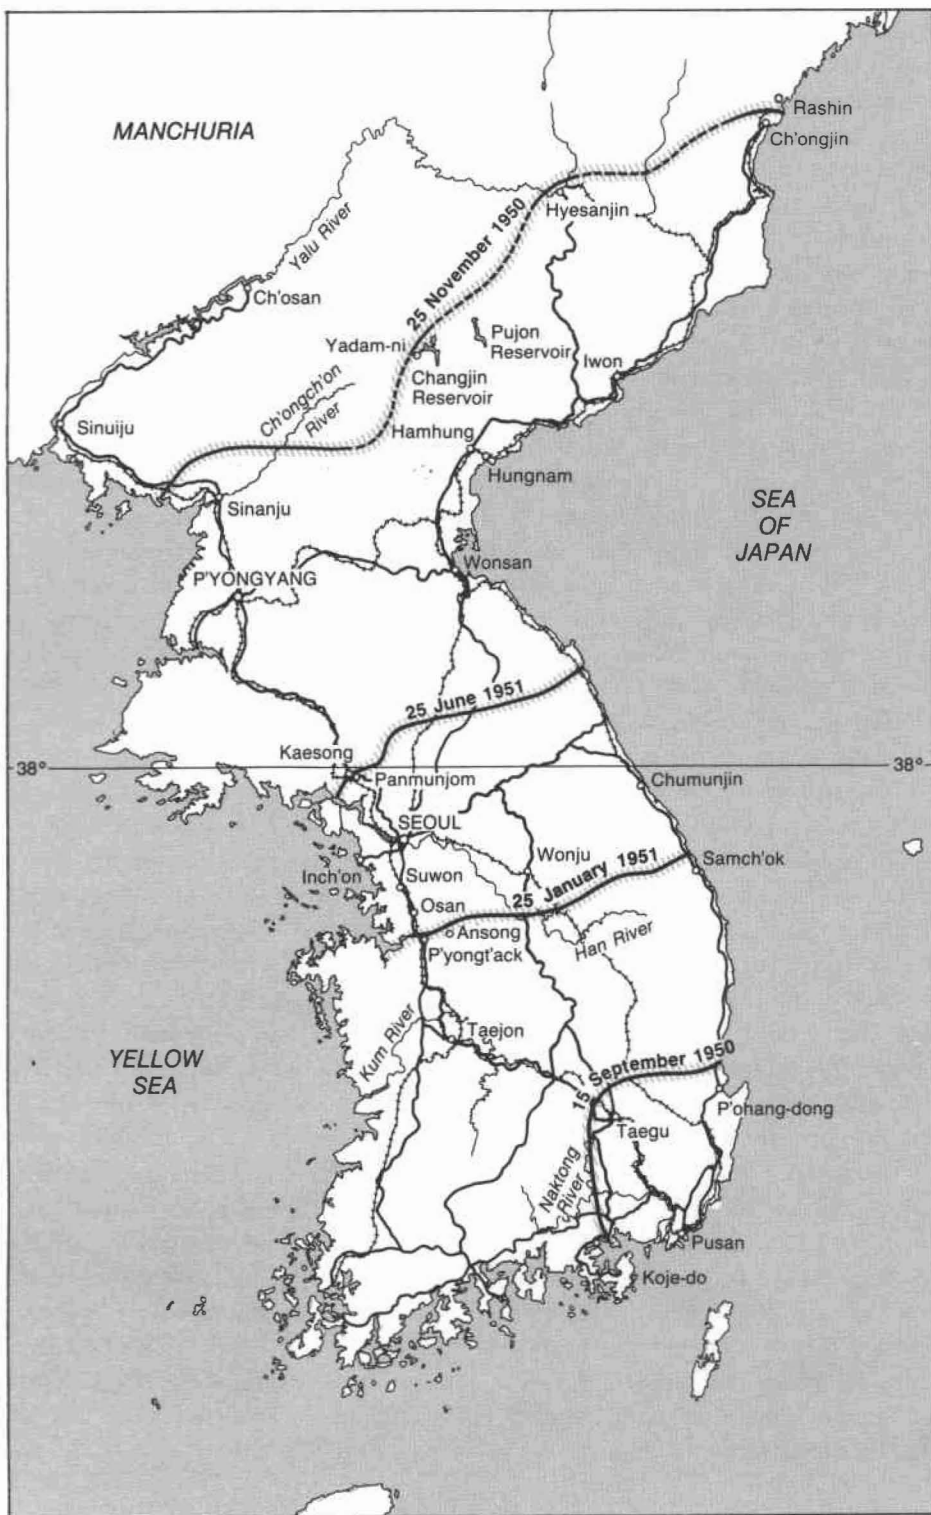 Rashin
MANCHURIA
Ch'ongjin
Hyesanjin
25 November 1950
Yalu River
Ch'osan
Yadam-ni
Pujon
Reservoir
Iwon
Changjin
Reservoir
Ch'ongch'on
River
Sinuiju
Hamhung
Hungnam
Sinanju
SEA
OF
JAPAN
Wonsan
P'YONGYANG
25 June 1951
Kaesong
38°
38°
Panmunjom
Chumunjin
SEOUL
Wonju
Samch'ok
Inch'on
Suwon
25 January 1951
Osan
Ansong
Han River
P'yongt'ack
Kum River
Taejon
YELLOW
SEA
15 September 1950
P'ohang-dong
Taegu
Naktong
River
Pusan
Koje-do